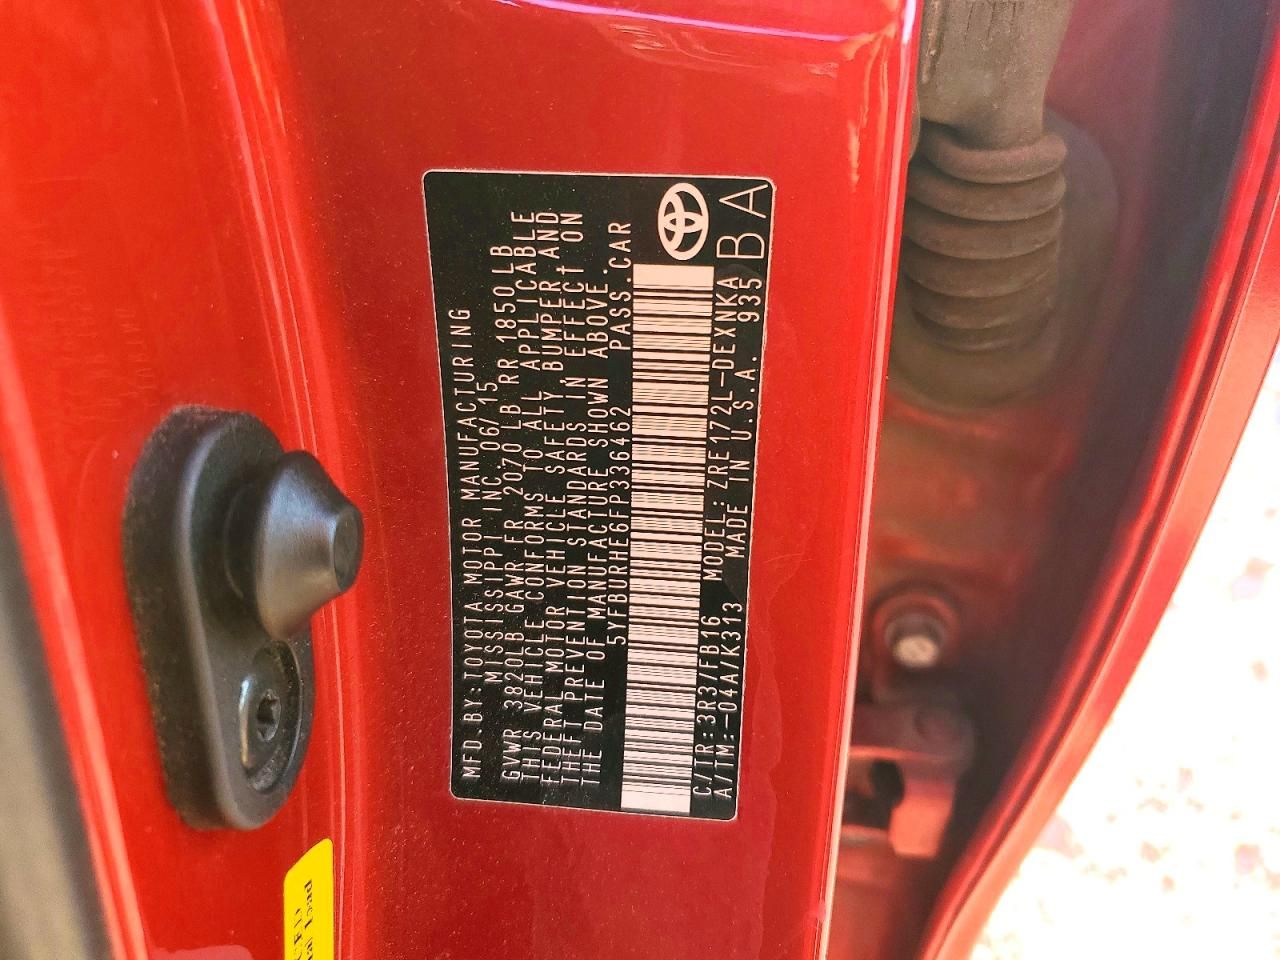 MFD.BY:TOYOTA MOTOR MANUFACTURING
MISSISSIPPI INC. 06/15
GVWR 3820LB GAWR FR 2070 LB RR 1850LB
THIS VEHICLE CONFORMS TO ALL APPLICABLE
FEDERAL MOTOR VEHICLE SAFETY, BUMPER, AND
THEFT PREVENTION STANDARDS IN EFFECT ON
THE DATE OF MANUFACTURE SHOWN ABOVE.
5YFBURHE6FP336462 PASS.CAR
C/TR:3R3/FB16 MODEL:ZRE172L-DEXNKA
A/TM:-04A/K313 MADE IN U.S.A. 935
BA